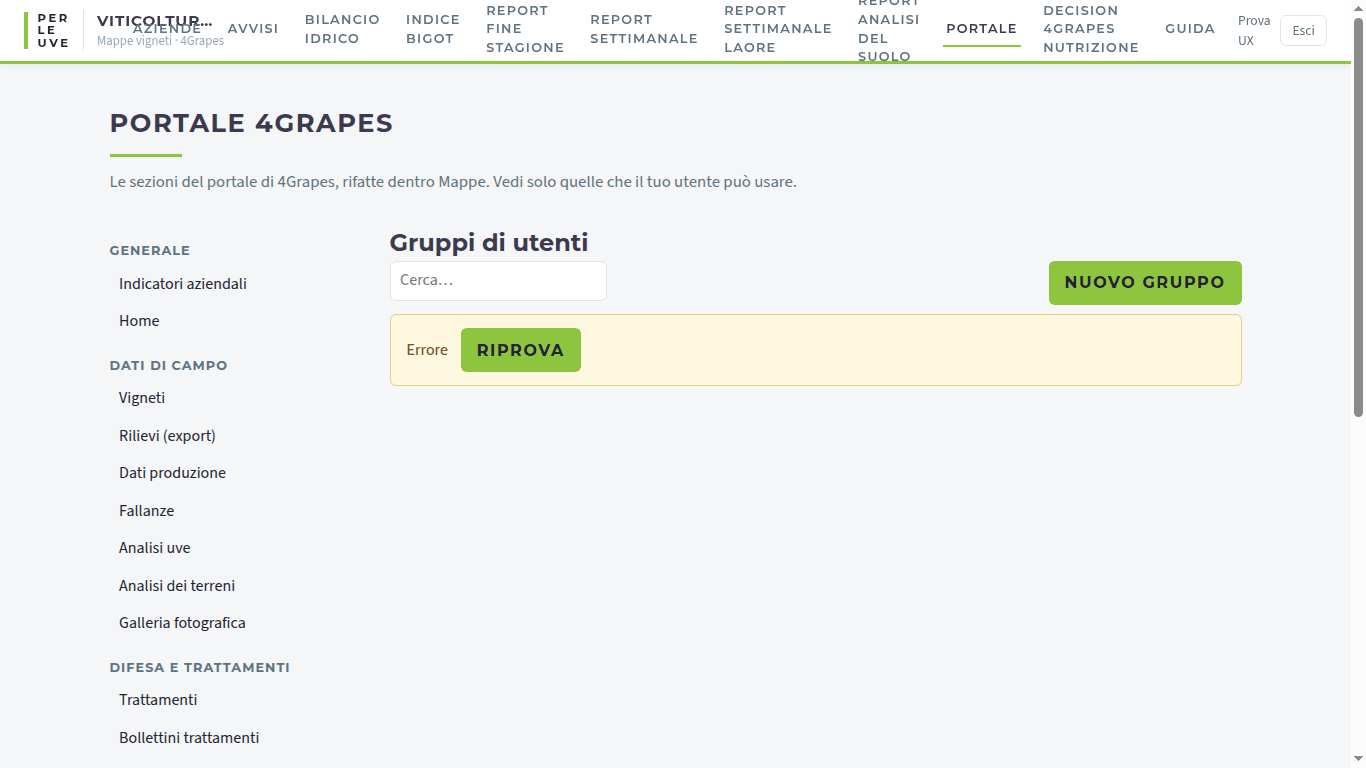 PER
LE
UVE
VITICOLTUR...
Mappe vigneti · 4Grapes
AZIENDE
AVVISI
BILANCIO
IDRICO
INDICE
BIGOT
REPORT
FINE
STAGIONE
REPORT
SETTIMANALE
REPORT
SETTIMANALE
LAORE
REPORT
ANALISI
DEL
SUOLO
PORTALE
DECISION
4GRAPES
NUTRIZIONE
GUIDA
Prova
UX
Esci
PORTALE 4GRAPES
Le sezioni del portale di 4Grapes, rifatte dentro Mappe. Vedi solo quelle che il tuo utente può usare.
GENERALE
Indicatori aziendali
Home
DATI DI CAMPO
Vigneti
Rilievi (export)
Dati produzione
Fallanze
Analisi uve
Analisi dei terreni
Galleria fotografica
DIFESA E TRATTAMENTI
Trattamenti
Bollettini trattamenti
Gruppi di utenti
Cerca…
NUOVO GRUPPO
Errore
RIPROVA